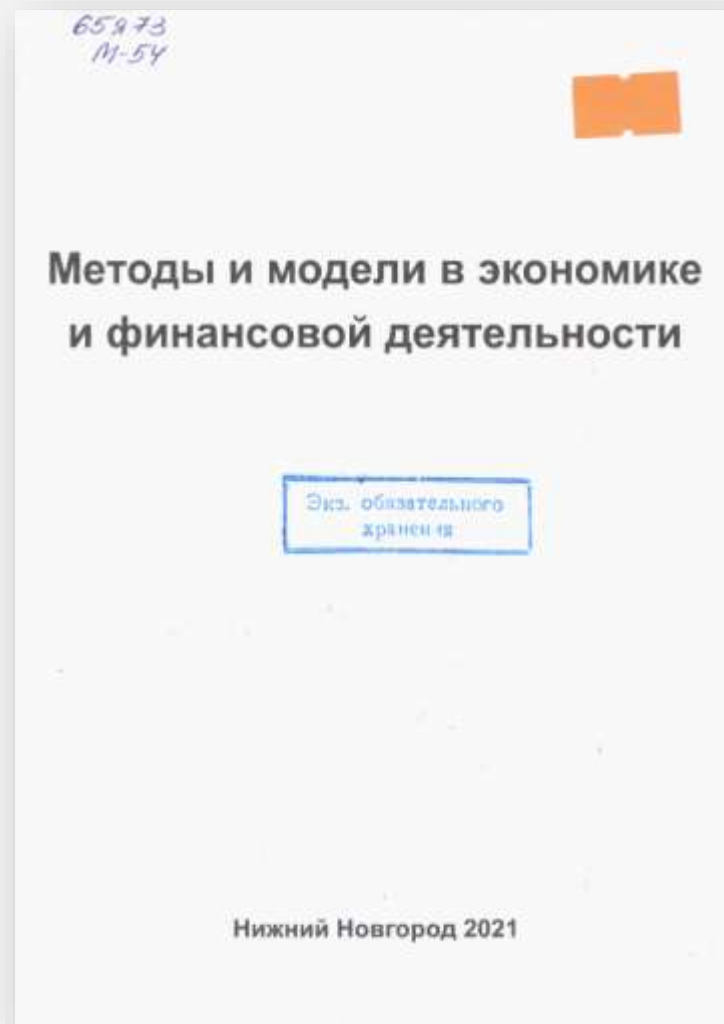 65я73
М-54
Методы и модели в экономике
и финансовой деятельности
Экз. обязательного
хранения
Нижний Новгород 2021